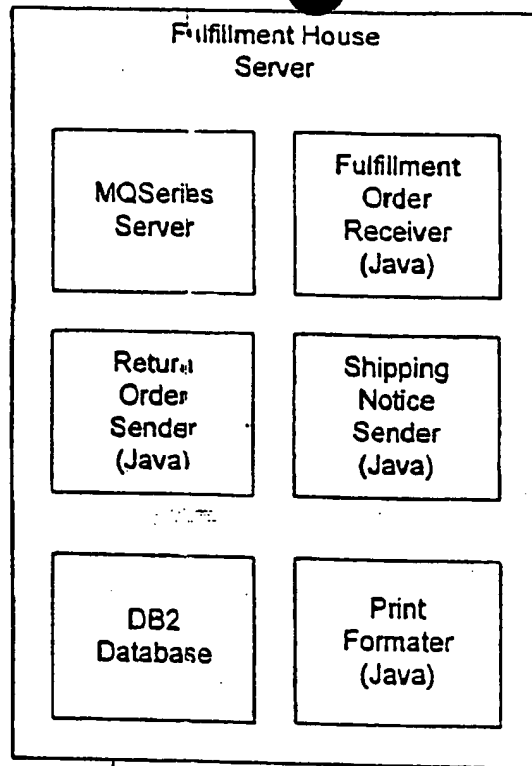 Fulfillment House
Server
MQSeries
Server
Fulfillment
Order
Receiver
(Java)
Return
Order
Sender
(Java)
Shipping
Notice
Sender
(Java)
DB2
Database
Print
Formater
(Java)